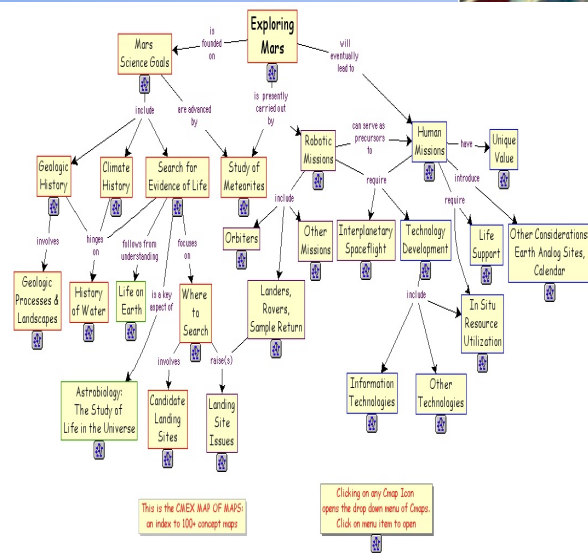 Exploring
Mars
is
founded
on
will
eventually
lead to
Mars
Science Goals
include
are advanced
by
is presently
carried out
by
can serve as
precursors
to
Robotic
Missions
Human
Missions
have
Unique
Value
Geologic
History
Climate
History
Search for
Evidence of Life
Study of
Meteorites
include
require
require
introduce
involves
hinges
on
follows from
understanding
focuses
on
is a key
aspect of
Orbiters
Other
Missions
Interplanetary
Spaceflight
Technology
Development
Life
Support
Other Considerations:
Earth Analog Sites,
Calendar
Geologic
Processes &
Landscapes
History
of Water
Life on
Earth
Where
to
Search
Landers,
Rovers,
Sample Return
include
In Situ
Resource
Utilization
involves
raise(s)
Astrobiology:
The Study of
Life in the Universe
Candidate
Landing
Sites
Landing
Site
Issues
Information
Technologies
Other
Technologies
This is the CMEX MAP OF MAPS:
an index to 100+ concept maps
Clicking on any Cmap Icon
opens the drop down menu of Cmaps.
Click on menu item to open